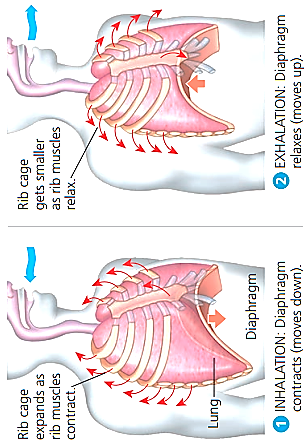 Rib cage
expands as
rib muscles
contract.
Lung
Diaphragm
1 INHALATION: Diaphragm
contracts (moves down).
Rib cage
gets smaller
as rib muscles
relax.
2 EXHALATION: Diaphragm
relaxes (moves up).